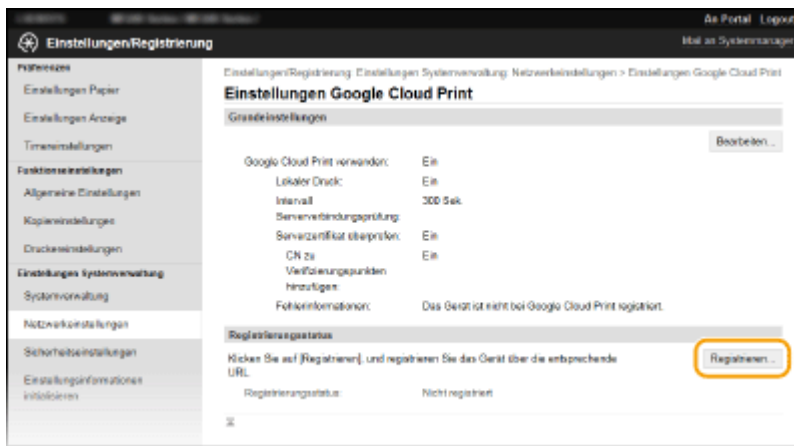 An Portal Logout
Einstellungen/Registrierung
Mail an Systemmanager
Präferenzen
Einstellungen Papier
Einstellungen Anzeige
Timereinstellungen
Funktionseinstellungen
Allgemeine Einstellungen
Kopiereinstellungen
Druckereinstellungen
Einstellungen Systemverwaltung
Systemverwaltung
Netzwerkeinstellungen
Sicherheitseinstellungen
Einstellungsinformationen
initialisieren
Einstellungen/Registrierung: Einstellungen Systemverwaltung: Netzwerkeinstellungen > Einstellungen Google Cloud Print
Einstellungen Google Cloud Print
Grundeinstellungen
Bearbeiten...
Google Cloud Print verwenden: Ein
Lokaler Druck: Ein
Intervall 300 Sek.
Serververbindungsprüfung:
Serverzertifikat überprüfen: Ein
CN zu Ein
Verifizierungspunkten
hinzufügen:
Fehlerinformationen: Das Gerät ist nicht bei Google Cloud Print registriert.
Registrierungsstatus
Klicken Sie auf [Registrieren], und registrieren Sie das Gerät über die entsprechende
URL.
Registrieren...
Registrierungsstatus: Nicht registriert